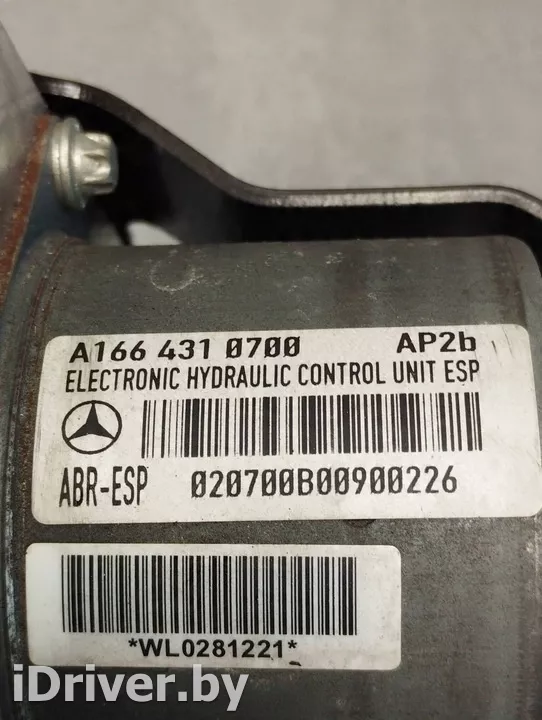 A166 431 0700 AP2b
ELECTRONIC HYDRAULIC CONTROL UNIT ESP
ABR-ESP 020700B00900226
*WL0281221*
iDriver.by